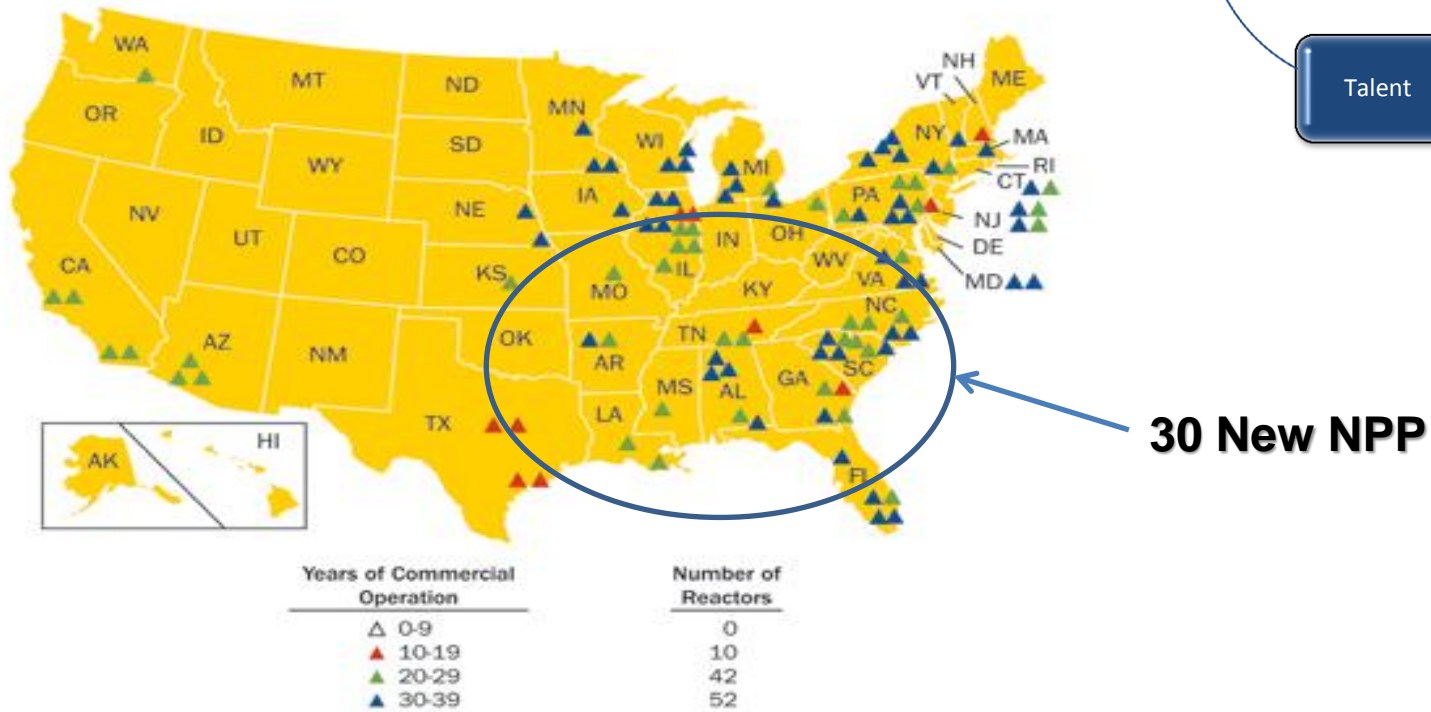 WA
MT
ND
MN
NH
VT
ME
OR
ID
SD
WI
NY
MA
WY
MI
RI
CT
IA
PA
NE
NJ
NV
UT
IN
OH
DE
CA
CO
IL
WV
KS
MO
KY
VA
MD
NC
TN
OK
AZ
NM
AR
SC
MS
AL
GA
LA
TX
HI
AK
FL
Talent
30 New NPP
Years of Commercial Operation
Number of Reactors
0-9 0
10-19 10
20-29 42
30-39 52